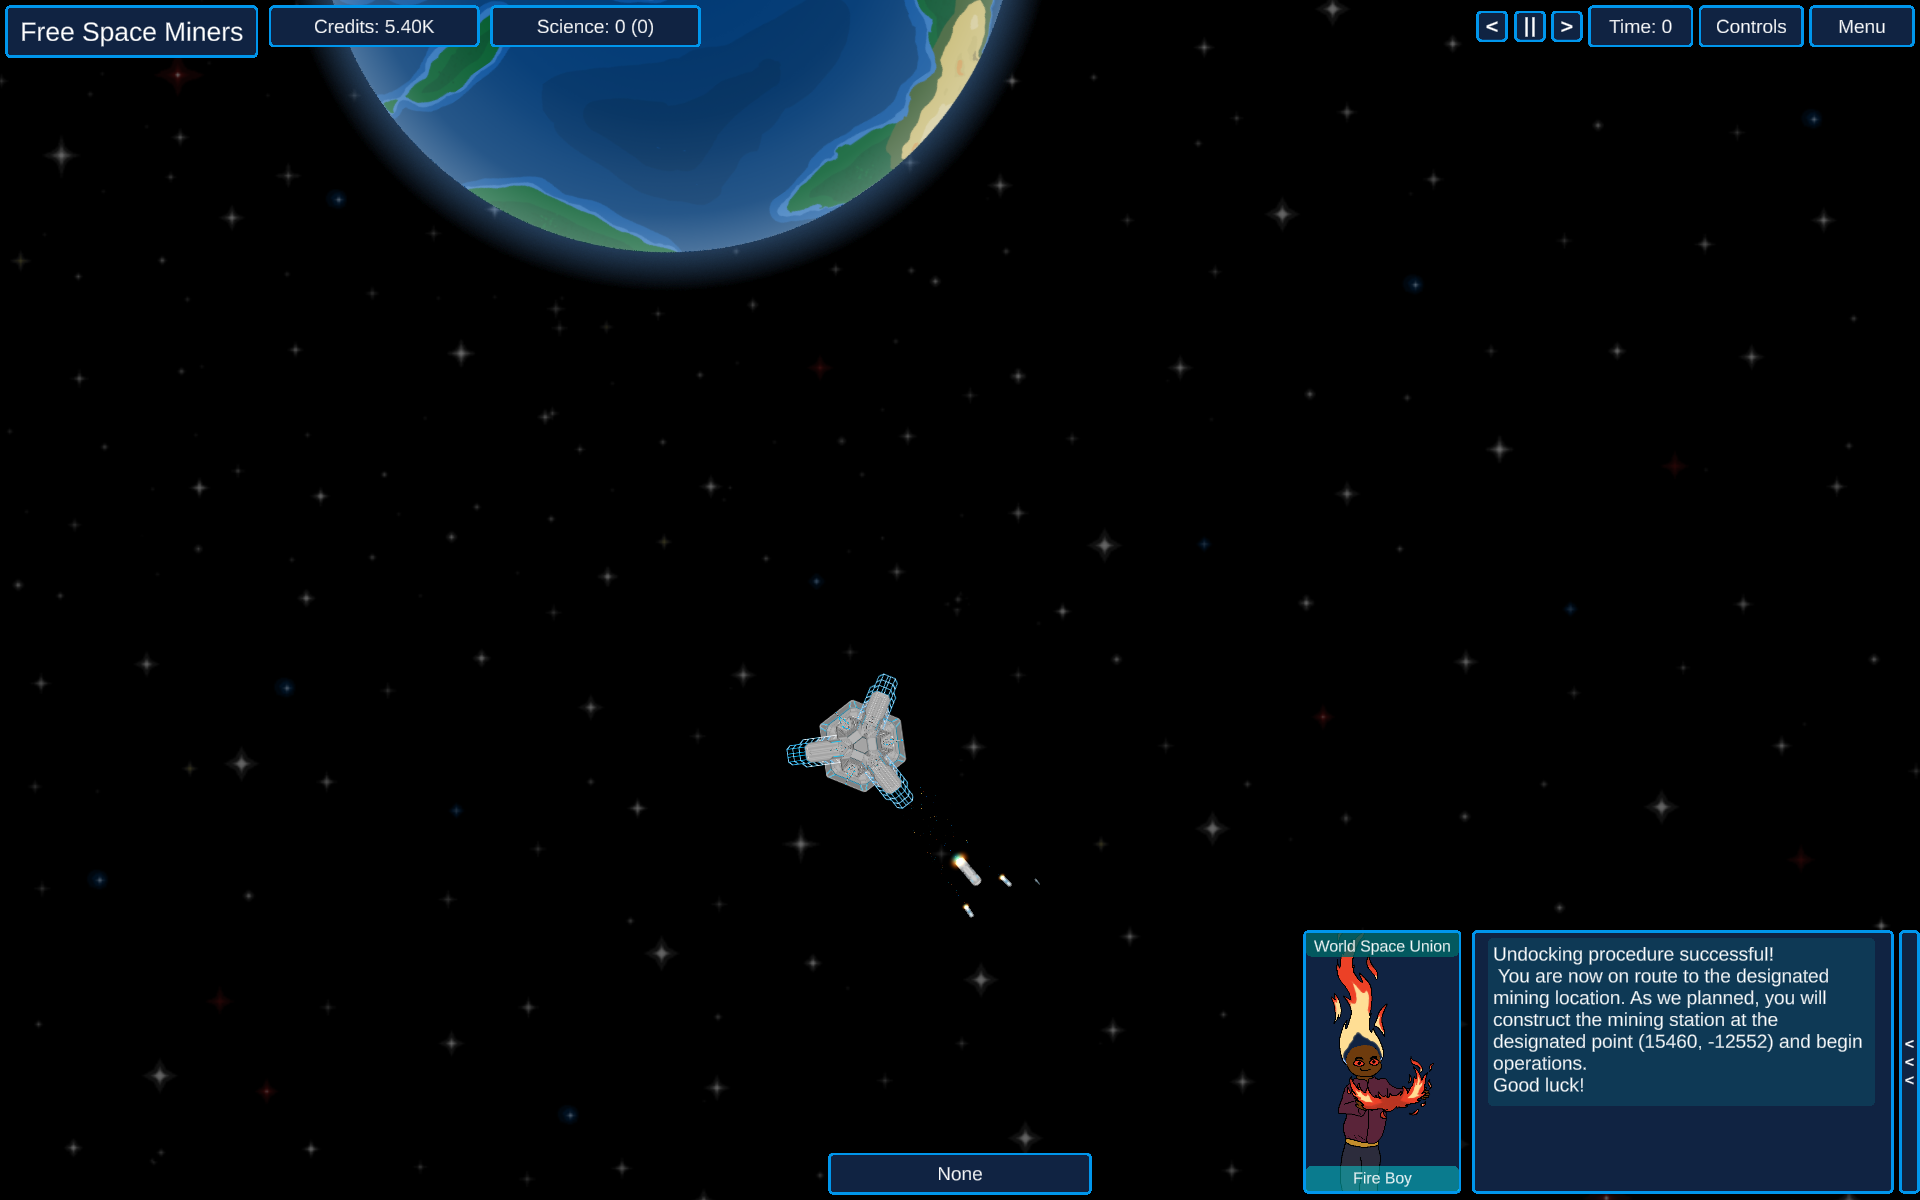 Free Space Miners
Credits: 5.40K
Science: 0 (0)
<
||
>
Time: 0
Controls
Menu
World Space Union
Fire Boy
Undocking procedure successful!
You are now on route to the designated
mining location. As we planned, you will
construct the mining station at the
designated point (15460, -12552) and begin
operations.
Good luck!
<
<
<
None